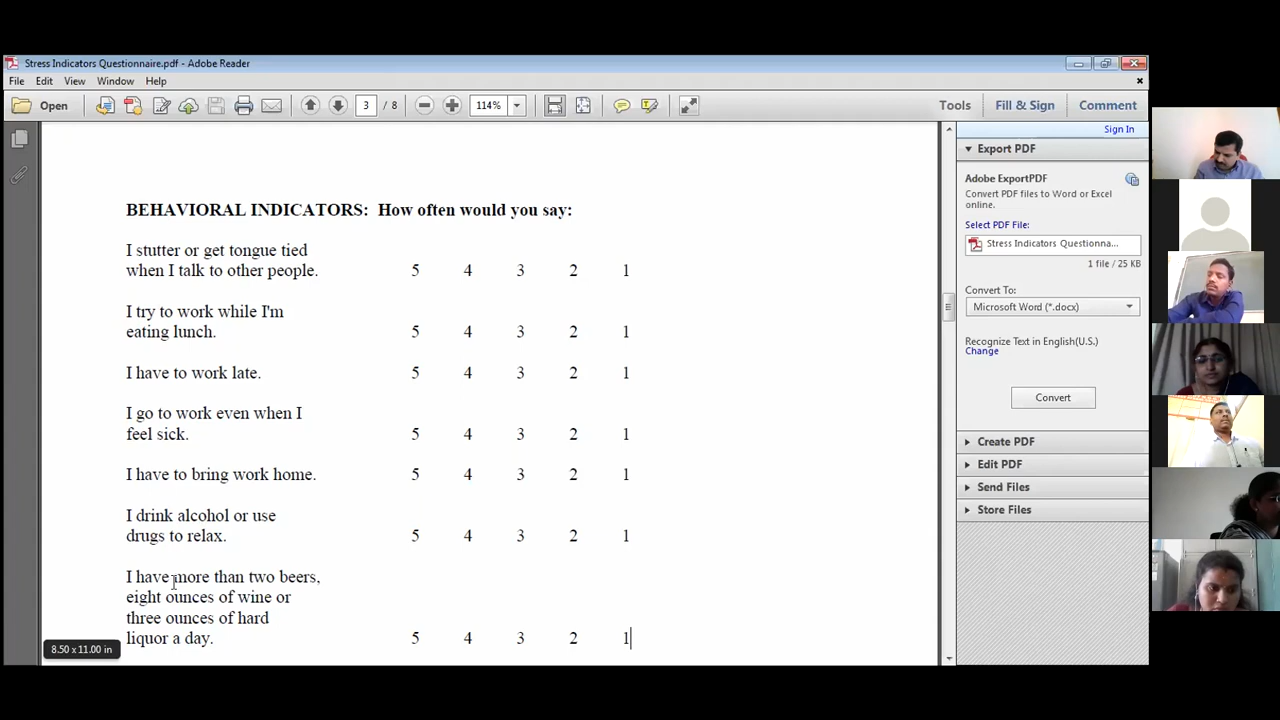 Stress Indicators Questionnaire.pdf - Adobe Reader
File Edit View Window Help
Open 3 / 8 114% Tools Fill & Sign Comment
Sign In
Export PDF
Adobe ExportPDF
Convert PDF files to Word or Excel
online.
Select PDF File:
Stress Indicators Questionna...
1 file / 25 KB
Convert To:
Microsoft Word (*.docx)
Recognize Text in English(U.S.)
Change
Convert
Create PDF
Edit PDF
Send Files
Store Files
BEHAVIORAL INDICATORS: How often would you say:
I stutter or get tongue tied
when I talk to other people. 5 4 3 2 1
I try to work while I'm
eating lunch. 5 4 3 2 1
I have to work late. 5 4 3 2 1
I go to work even when I
feel sick. 5 4 3 2 1
I have to bring work home. 5 4 3 2 1
I drink alcohol or use
drugs to relax. 5 4 3 2 1
I have more than two beers,
eight ounces of wine or
three ounces of hard
liquor a day. 5 4 3 2 1
8.50 x 11.00 in